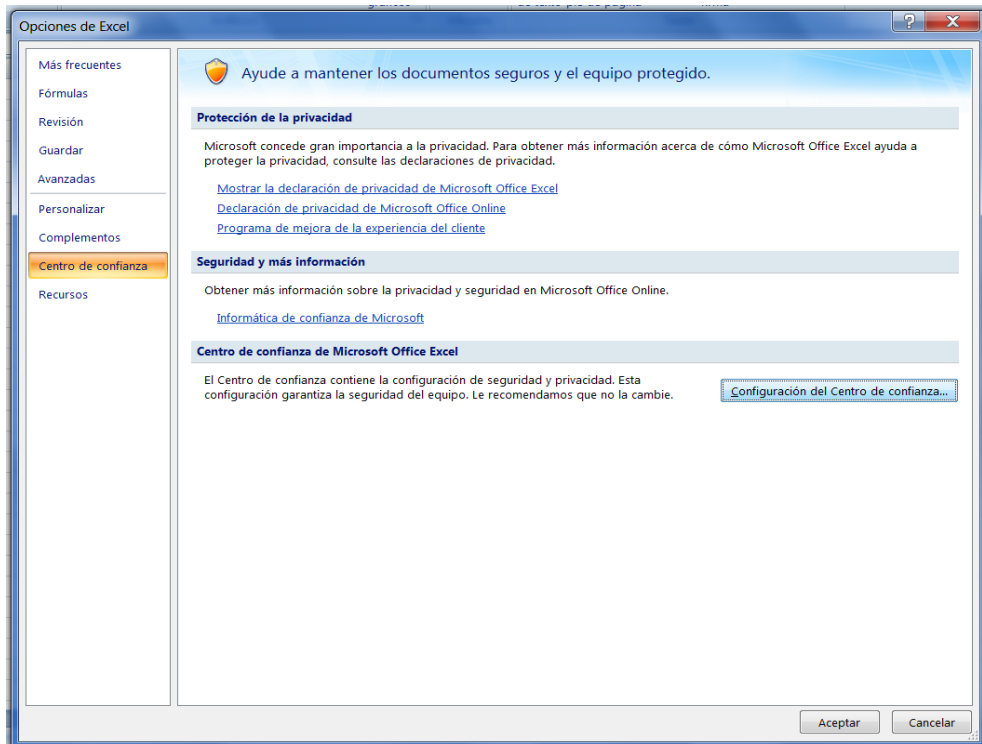 Opciones de Excel
Más frecuentes
Fórmulas
Revisión
Guardar
Avanzadas
Personalizar
Complementos
Centro de confianza
Recursos
Ayude a mantener los documentos seguros y el equipo protegido.
Protección de la privacidad
Microsoft concede gran importancia a la privacidad. Para obtener más información acerca de cómo Microsoft Office Excel ayuda a
proteger la privacidad, consulte las declaraciones de privacidad.
Mostrar la declaración de privacidad de Microsoft Office Excel
Declaración de privacidad de Microsoft Office Online
Programa de mejora de la experiencia del cliente
Seguridad y más información
Obtener más información sobre la privacidad y seguridad en Microsoft Office Online.
Informática de confianza de Microsoft
Centro de confianza de Microsoft Office Excel
El Centro de confianza contiene la configuración de seguridad y privacidad. Esta
configuración garantiza la seguridad del equipo. Le recomendamos que no la cambie.
Configuración del Centro de confianza...
Aceptar
Cancelar